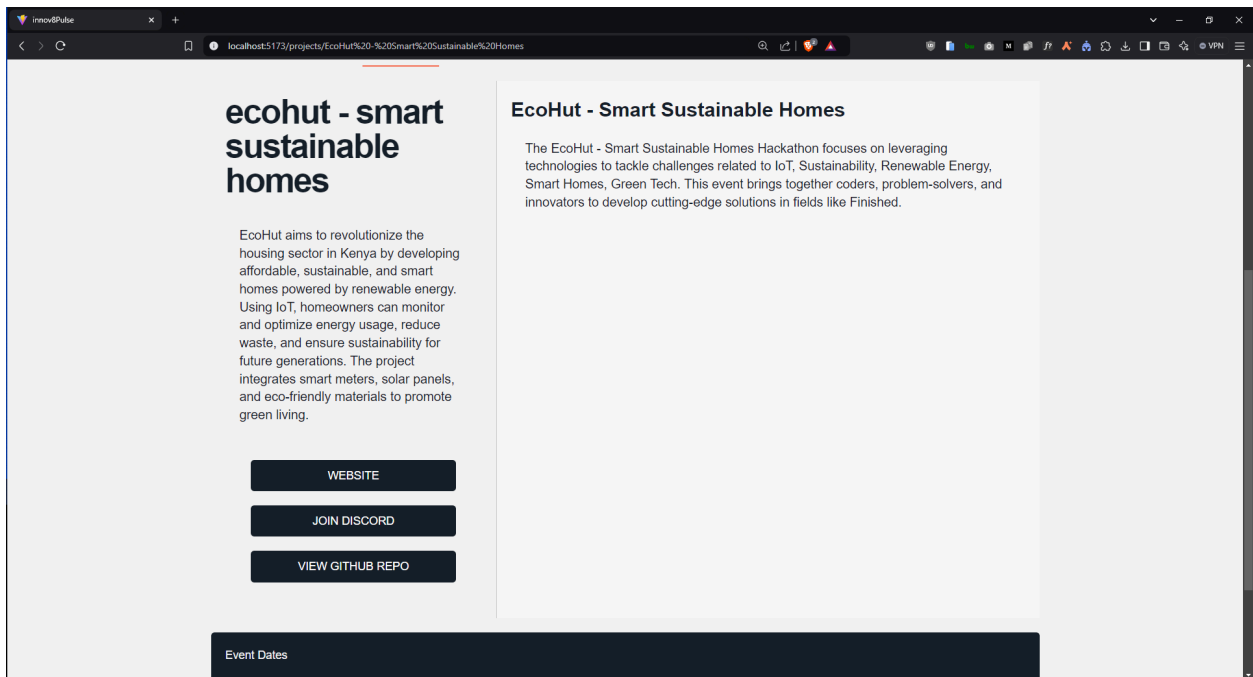 innov8Pulse
localhost:5173/projects/EcoHut%20-%20Smart%20Sustainable%20Homes
VPN
ecohut - smart
sustainable
homes
EcoHut aims to revolutionize the
housing sector in Kenya by developing
affordable, sustainable, and smart
homes powered by renewable energy.
Using IoT, homeowners can monitor
and optimize energy usage, reduce
waste, and ensure sustainability for
future generations. The project
integrates smart meters, solar panels,
and eco-friendly materials to promote
green living.
WEBSITE
JOIN DISCORD
VIEW GITHUB REPO
EcoHut - Smart Sustainable Homes
The EcoHut - Smart Sustainable Homes Hackathon focuses on leveraging
technologies to tackle challenges related to IoT, Sustainability, Renewable Energy,
Smart Homes, Green Tech. This event brings together coders, problem-solvers, and
innovators to develop cutting-edge solutions in fields like Finished.
Event Dates